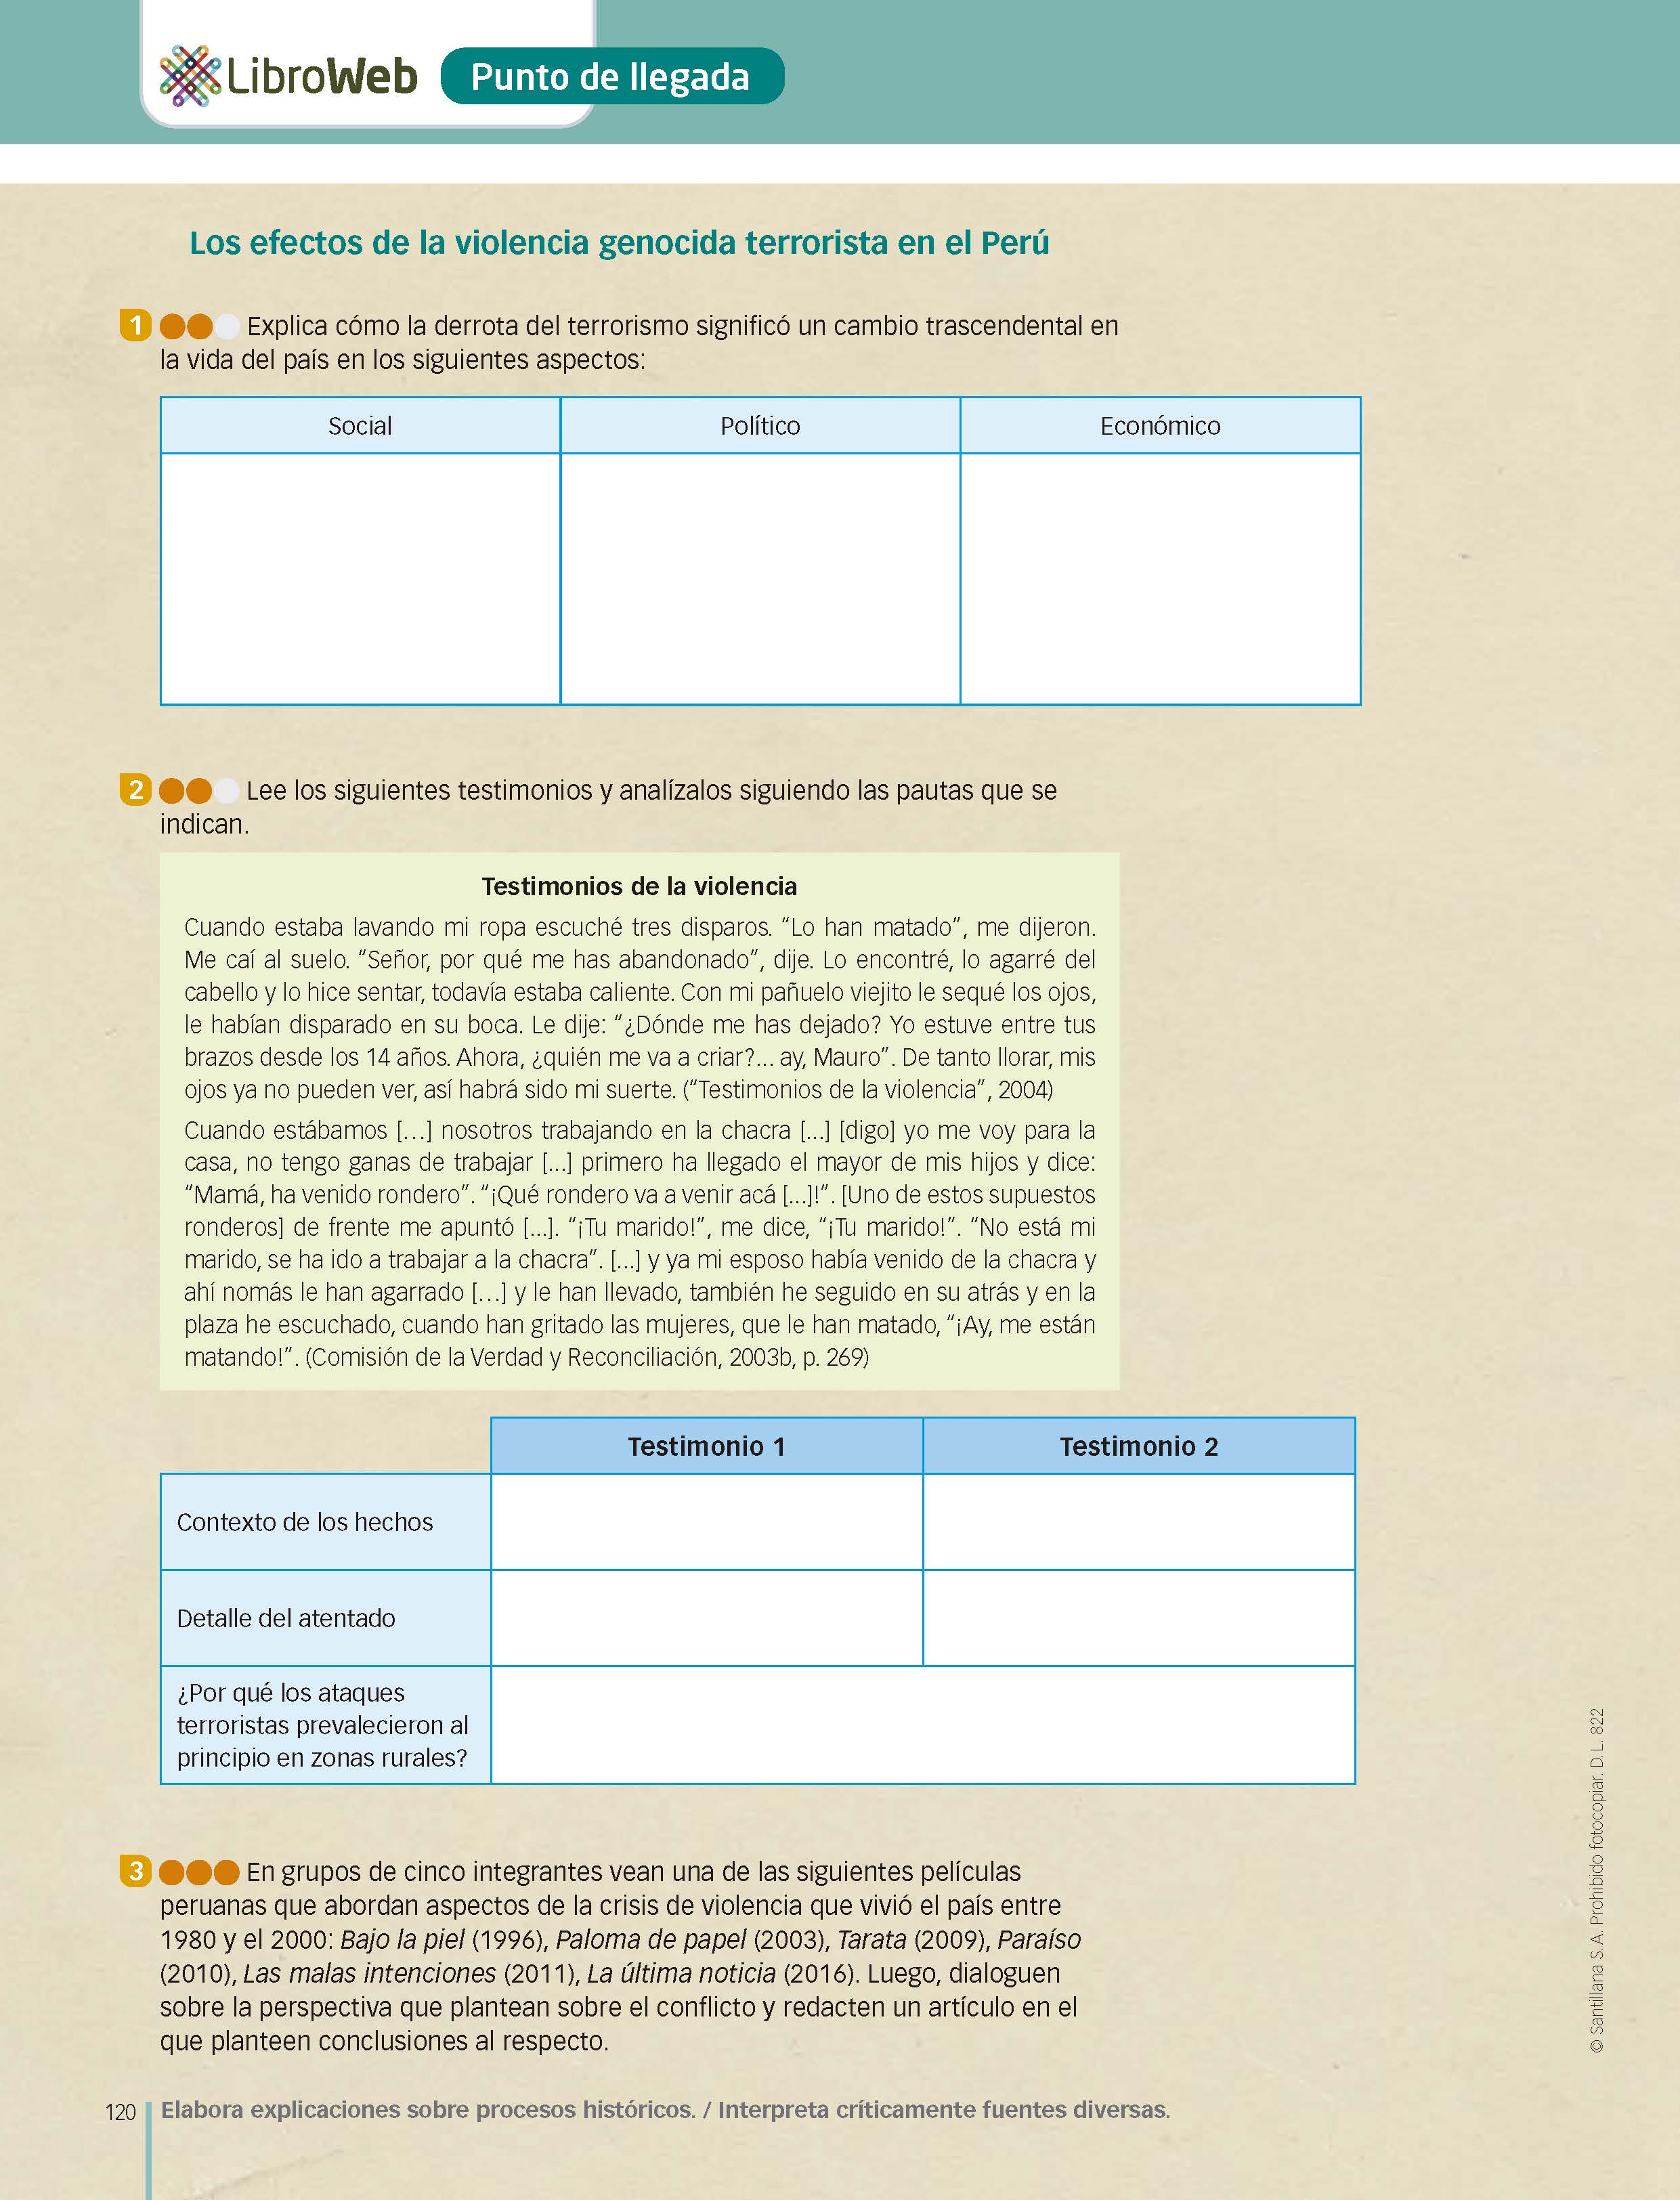 LibroWeb Punto de llegada
Los efectos de la violencia genocida terrorista en el Perú
1 Explica cómo la derrota del terrorismo significó un cambio trascendental en
la vida del país en los siguientes aspectos:
Social Político Económico
2 Lee los siguientes testimonios y analízalos siguiendo las pautas que se
indican.
Testimonios de la violencia
Cuando estaba lavando mi ropa escuché tres disparos. “Lo han matado”, me dijeron.
Me caí al suelo. “Señor, por qué me has abandonado”, dije. Lo encontré, lo agarré del
cabello y lo hice sentar, todavía estaba caliente. Con mi pañuelo viejito le sequé los ojos,
le habían disparado en su boca. Le dije: “¿Dónde me has dejado? Yo estuve entre tus
brazos desde los 14 años. Ahora, ¿quién me va a criar?... ay, Mauro”. De tanto llorar, mis
ojos ya no pueden ver, así habrá sido mi suerte. (“Testimonios de la violencia”, 2004)
Cuando estábamos […] nosotros trabajando en la chacra [...] [digo] yo me voy para la
casa, no tengo ganas de trabajar [...] primero ha llegado el mayor de mis hijos y dice:
“Mamá, ha venido rondero”. “¡Qué rondero va a venir acá [...]!”. [Uno de estos supuestos
ronderos] de frente me apuntó [...]. “¡Tu marido!”, me dice, “¡Tu marido!”. “No está mi
marido, se ha ido a trabajar a la chacra”. [...] y ya mi esposo había venido de la chacra y
ahí nomás le han agarrado […] y le han llevado, también he seguido en su atrás y en la
plaza he escuchado, cuando han gritado las mujeres, que le han matado, “¡Ay, me están
matando!”. (Comisión de la Verdad y Reconciliación, 2003b, p. 269)
Testimonio 1 Testimonio 2
Contexto de los hechos
Detalle del atentado
¿Por qué los ataques
terroristas prevalecieron al
principio en zonas rurales?
3 En grupos de cinco integrantes vean una de las siguientes películas
peruanas que abordan aspectos de la crisis de violencia que vivió el país entre
1980 y el 2000: Bajo la piel (1996), Paloma de papel (2003), Tarata (2009), Paraíso
(2010), Las malas intenciones (2011), La última noticia (2016). Luego, dialoguen
sobre la perspectiva que plantean sobre el conflicto y redacten un artículo en el
que planteen conclusiones al respecto.
© Santillana S.A. Prohibido fotocopiar. D.L. 822
120 Elabora explicaciones sobre procesos históricos. / Interpreta críticamente fuentes diversas.